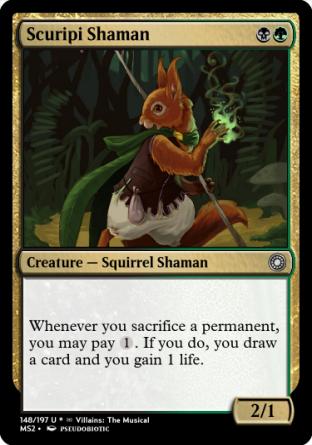 Scuripi Shaman
Creature — Squirrel Shaman
Whenever you sacrifice a permanent,
you may pay 1. If you do, you draw
a card and you gain 1 life.
2/1
148/197 U * Villains: The Musical
MS2 • PSEUDOBIOTIC